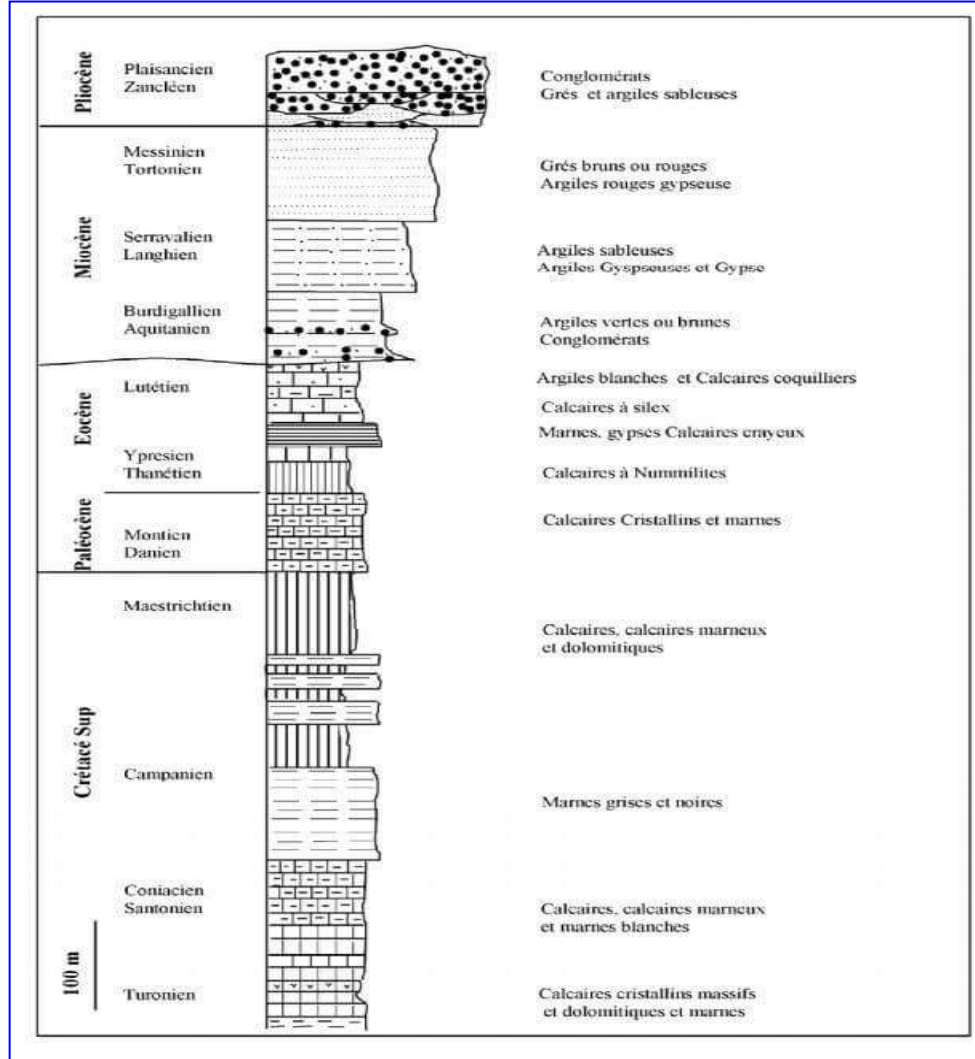 Pliocène
Plaisancien
Zancléen
Conglomérats
Grés et argiles sableuses
Miocène
Messinien
Tortonien
Grés bruns ou rouges
Argiles rouges gypseuse
Serravalien
Langhien
Argiles sableuses
Argiles Gyspseuses et Gypse
Burdigallien
Aquitanien
Argiles vertes ou brunes
Conglomérats
Eocène
Lutétien
Argiles blanches et Calcaires coquilliers
Calcaires à silex
Marnes, gypses Calcaires crayeux
Ypresien
Thanétien
Calcaires à Nummilites
Paléocène
Calcaires Cristallins et marnes
Montien
Danien
Crétacé Sup
Maestrichtien
Calcaires, calcaires marneux
et dolomitiques
Campanien
Marnes grises et noires
Coniacien
Santonien
Calcaires, calcaires marneux
et marnes blanches
100 m
Turonien
Calcaires cristallins massifs
et dolomitiques et marnes